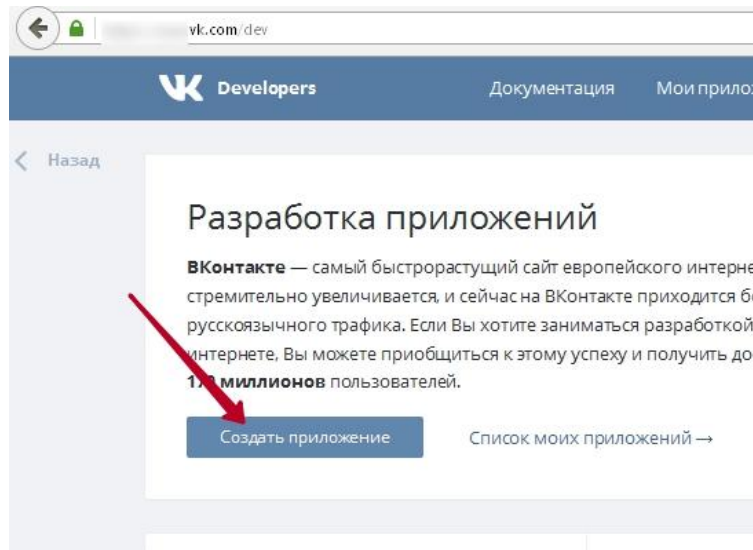 vk.com/dev
Developers Документация Мои прило
Назад
Разработка приложений
ВКонтакте — самый быстрорастущий сайт европейского интерне
стремительно увеличивается, и сейчас на ВКонтакте приходится б
русскоязычного трафика. Если Вы хотите заниматься разработкой
интернете, Вы можете приобщиться к этому успеху и получить до
миллионов пользователей.
Создать приложение Список моих приложений →